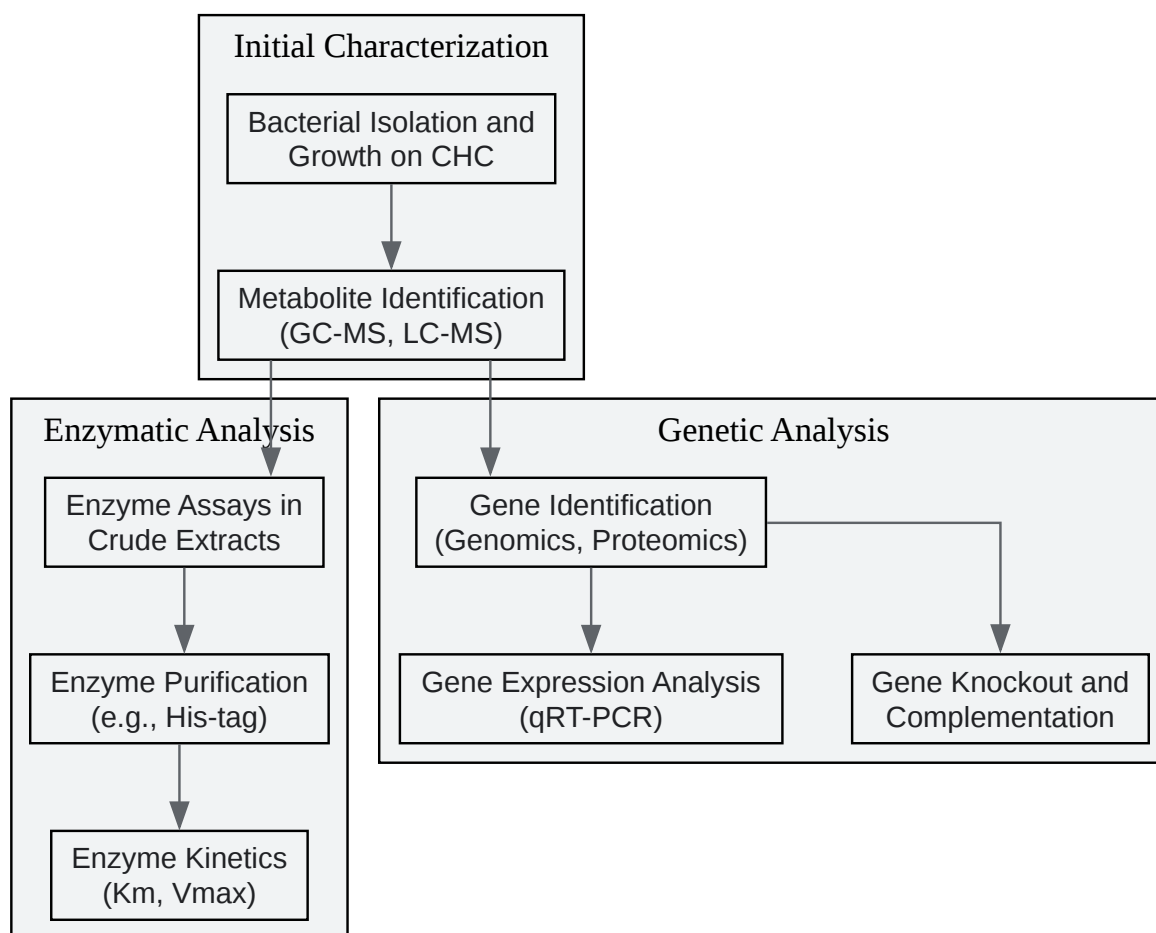 Initial Characterization
Bacterial Isolation and
Growth on CHC
Metabolite Identification
(GC-MS, LC-MS)
Enzymatic Analysis
Enzyme Assays in
Crude Extracts
Enzyme Purification
(e.g., His-tag)
Enzyme Kinetics
(Km, Vmax)
Genetic Analysis
Gene Identification
(Genomics, Proteomics)
Gene Expression Analysis
(qRT-PCR)
Gene Knockout and
Complementation